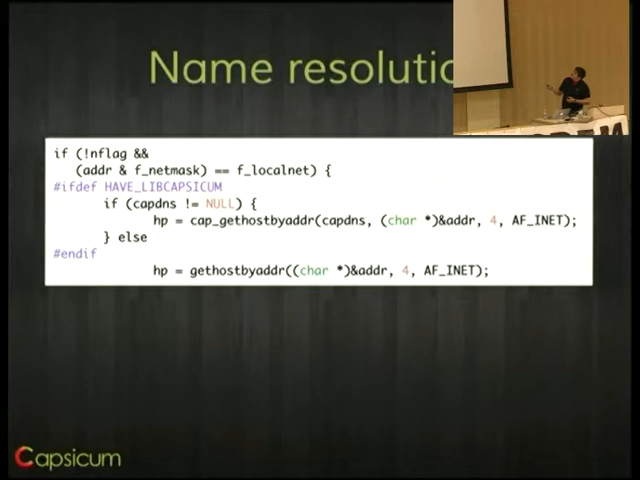 Name resolutio
if (!nflag &&
(addr & f_netmask) == f_localnet) {
#ifdef HAVE_LIBCAPSICUM
if (capdns != NULL) {
hp = cap_gethostbyaddr(capdns, (char *)&addr, 4, AF_INET);
} else
#endif
hp = gethostbyaddr((char *)&addr, 4, AF_INET);
Capsicum